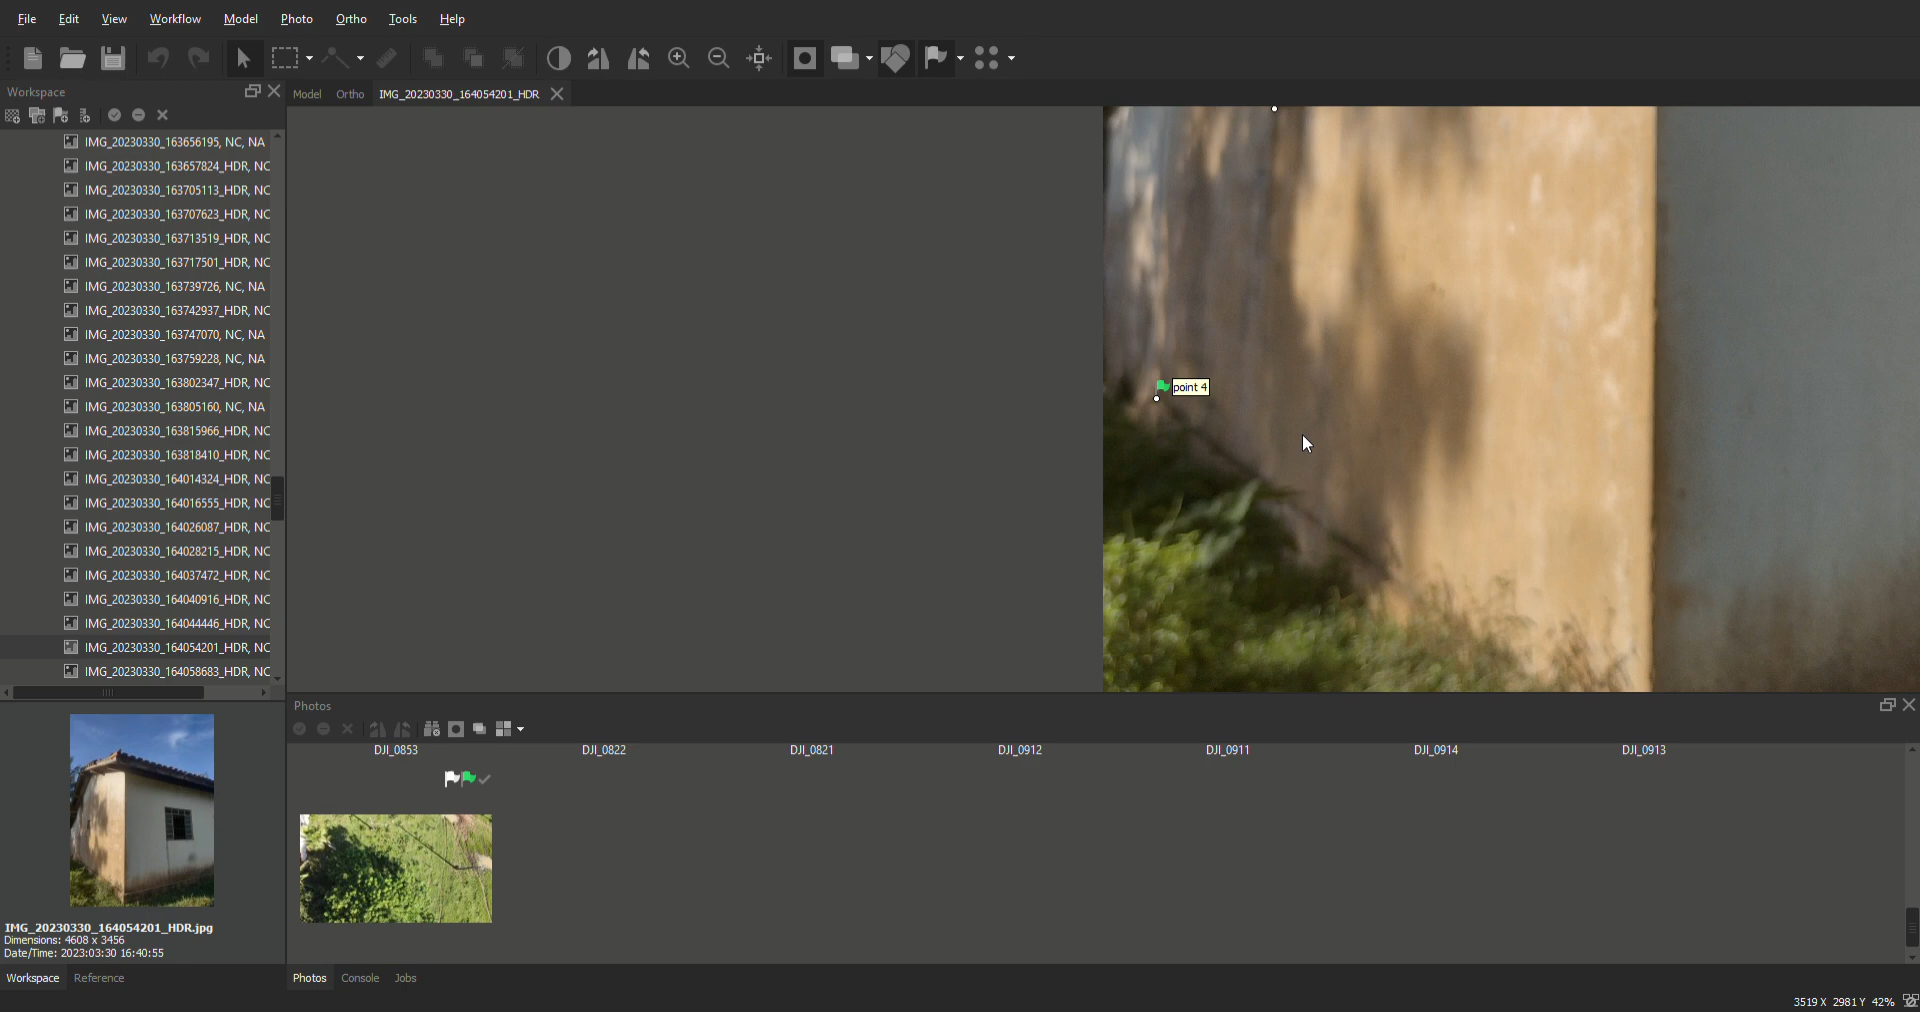 File Edit View Workflow Model Photo Ortho Tools Help
Workspace
Model Ortho IMG_20230330_164054201_HDR
IMG_20230330_163656195, NC, NA
IMG_20230330_163657824_HDR, NC
IMG_20230330_163705113_HDR, NC
IMG_20230330_163707623_HDR, NC
IMG_20230330_163713519_HDR, NC
IMG_20230330_163717501_HDR, NC
IMG_20230330_163739726, NC, NA
IMG_20230330_163742937_HDR, NC
IMG_20230330_163747070, NC, NA
IMG_20230330_163759228, NC, NA
IMG_20230330_163802347_HDR, NC
IMG_20230330_163805160, NC, NA
IMG_20230330_163815966_HDR, NC
IMG_20230330_163818410_HDR, NC
IMG_20230330_164014324_HDR, NC
IMG_20230330_164016555_HDR, NC
IMG_20230330_164026087_HDR, NC
IMG_20230330_164028215_HDR, NC
IMG_20230330_164037472_HDR, NC
IMG_20230330_164040916_HDR, NC
IMG_20230330_164044446_HDR, NC
IMG_20230330_164054201_HDR, NC
IMG_20230330_164058683_HDR, NC
point 4
IMG_20230330_164054201_HDR.jpg
Dimensions: 4608 x 3456
Date/Time: 2023:03:30 16:40:55
Workspace Reference
Photos
DJI_0853 DJI_0822 DJI_0821 DJI_0912 DJI_0911 DJI_0914 DJI_0913
Photos Console Jobs
3519 X 2981 Y 42%